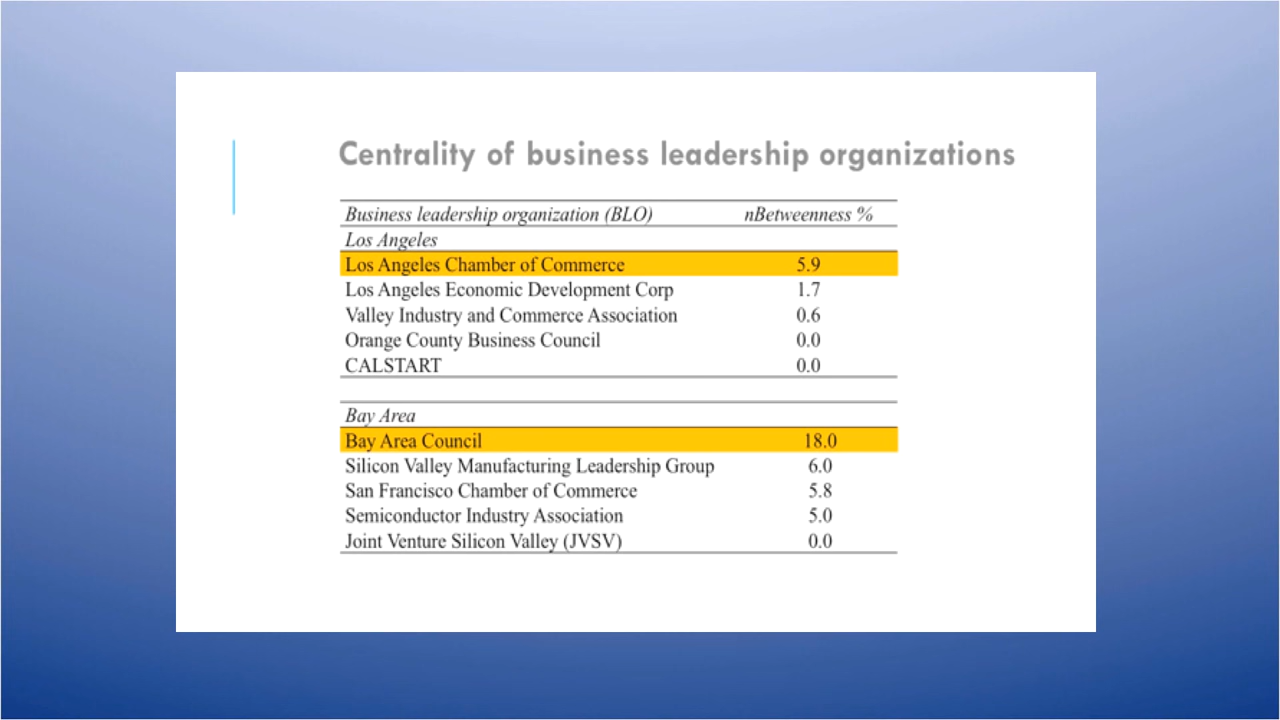 Centrality of business leadership organizations
Business leadership organization (BLO) nBetweenness %
Los Angeles
Los Angeles Chamber of Commerce 5.9
Los Angeles Economic Development Corp 1.7
Valley Industry and Commerce Association 0.6
Orange County Business Council 0.0
CALSTART 0.0
Bay Area
Bay Area Council 18.0
Silicon Valley Manufacturing Leadership Group 6.0
San Francisco Chamber of Commerce 5.8
Semiconductor Industry Association 5.0
Joint Venture Silicon Valley (JVSV) 0.0